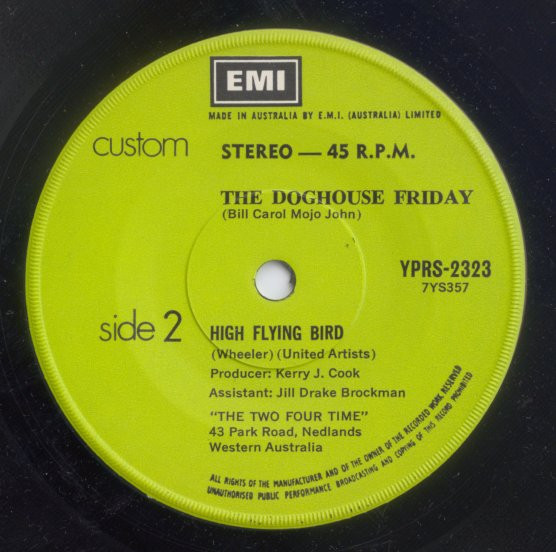 EMI
MADE IN AUSTRALIA BY E.M.I. (AUSTRALIA) LIMITED
custom
STEREO — 45 R.P.M.
THE DOGHOUSE FRIDAY
(Bill Carol Mojo John)
YPRS-2323
7YS357
side 2
HIGH FLYING BIRD
(Wheeler) (United Artists)
Producer: Kerry J. Cook
Assistant: Jill Drake Brockman
"THE TWO FOUR TIME"
43 Park Road, Nedlands
Western Australia
ALL RIGHTS OF THE MANUFACTURER AND OF THE OWNER OF THE RECORDED WORK RESERVED
UNAUTHORISED PUBLIC PERFORMANCE BROADCASTING AND COPYING OF THIS RECORD PROHIBITED